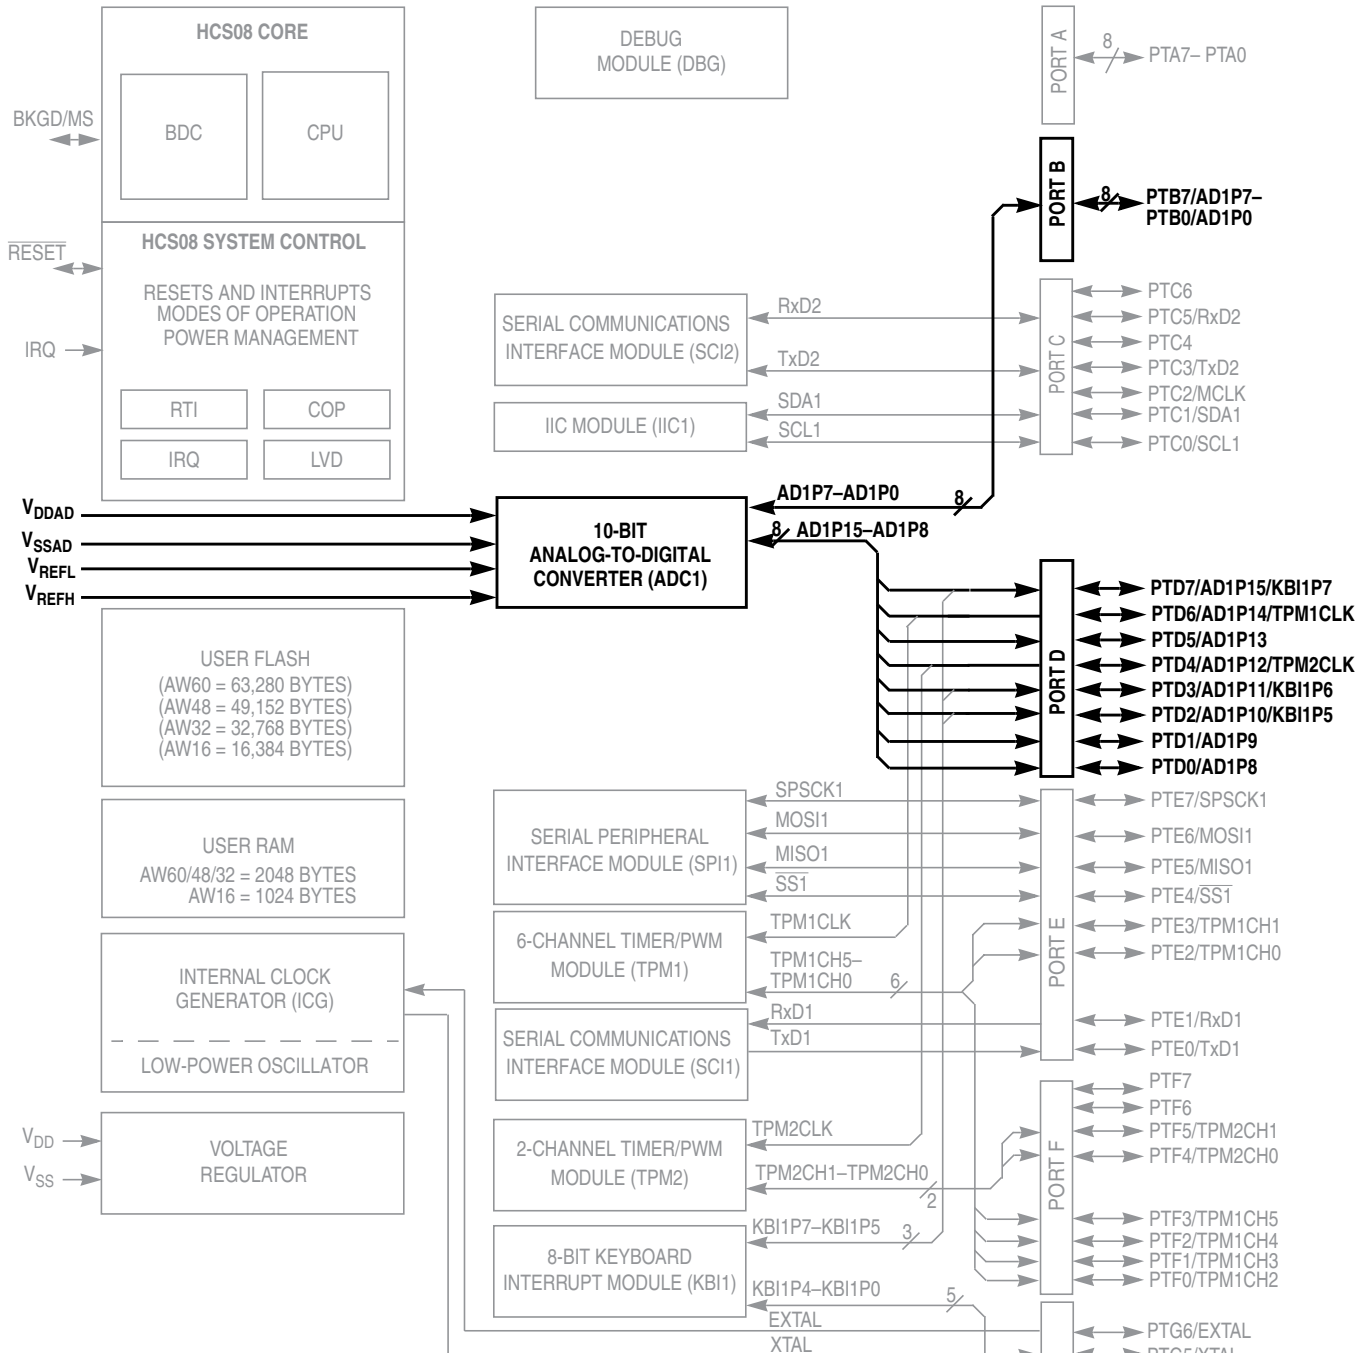 HCS08 CORE
BDC
CPU
BKGD/MS
HCS08 SYSTEM CONTROL
RESET
RESETS AND INTERRUPTS
MODES OF OPERATION
POWER MANAGEMENT
IRQ
RTI
COP
IRQ
LVD
VDDAD
VSSAD
VREFL
VREFH
USER FLASH
(AW60 = 63,280 BYTES)
(AW48 = 49,152 BYTES)
(AW32 = 32,768 BYTES)
(AW16 = 16,384 BYTES)
USER RAM
AW60/48/32 = 2048 BYTES
AW16 = 1024 BYTES
INTERNAL CLOCK
GENERATOR (ICG)
LOW-POWER OSCILLATOR
VDD
VSS
VOLTAGE
REGULATOR
DEBUG
MODULE (DBG)
SERIAL COMMUNICATIONS
INTERFACE MODULE (SCI2)
RxD2
TxD2
IIC MODULE (IIC1)
SDA1
SCL1
10-BIT
ANALOG-TO-DIGITAL
CONVERTER (ADC1)
AD1P7–AD1P0
8
8
AD1P15–AD1P8
SERIAL PERIPHERAL
INTERFACE MODULE (SPI1)
SPSCK1
MOSI1
MISO1
SS1
6-CHANNEL TIMER/PWM
MODULE (TPM1)
TPM1CLK
TPM1CH5–
TPM1CH0
6
SERIAL COMMUNICATIONS
INTERFACE MODULE (SCI1)
RxD1
TxD1
2-CHANNEL TIMER/PWM
MODULE (TPM2)
TPM2CLK
TPM2CH1–TPM2CH0
2
8-BIT KEYBOARD
INTERRUPT MODULE (KBI1)
KBI1P7–KBI1P5
3
KBI1P4–KBI1P0
5
EXTAL
XTAL
PORT A
8
PTA7– PTA0
PORT B
8
PTB7/AD1P7–
PTB0/AD1P0
PORT C
PTC6
PTC5/RxD2
PTC4
PTC3/TxD2
PTC2/MCLK
PTC1/SDA1
PTC0/SCL1
PORT D
PTD7/AD1P15/KBI1P7
PTD6/AD1P14/TPM1CLK
PTD5/AD1P13
PTD4/AD1P12/TPM2CLK
PTD3/AD1P11/KBI1P6
PTD2/AD1P10/KBI1P5
PTD1/AD1P9
PTD0/AD1P8
PORT E
PTE7/SPSCK1
PTE6/MOSI1
PTE5/MISO1
PTE4/SS1
PTE3/TPM1CH1
PTE2/TPM1CH0
PTE1/RxD1
PTE0/TxD1
PORT F
PTF7
PTF6
PTF5/TPM2CH1
PTF4/TPM2CH0
PTF3/TPM1CH5
PTF2/TPM1CH4
PTF1/TPM1CH3
PTF0/TPM1CH2
PTG6/EXTAL
PTG5/XTAL